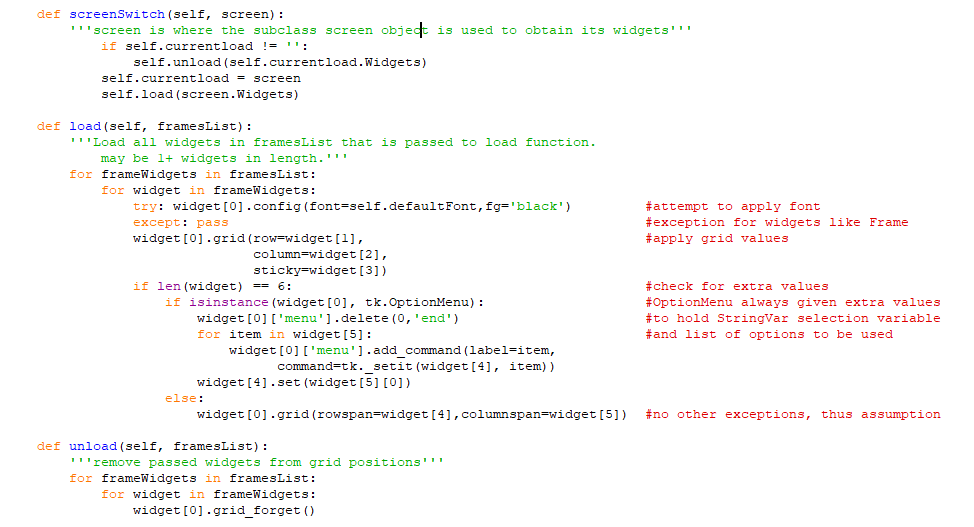 def screenSwitch(self, screen):
'''screen is where the subclass screen object is used to obtain its widgets'''
if self.currentload != '':
self.unload(self.currentload.Widgets)
self.currentload = screen
self.load(screen.Widgets)
def load(self, framesList):
'''Load all widgets in framesList that is passed to load function.
may be 1+ widgets in length.'''
for frameWidgets in framesList:
for widget in frameWidgets:
try: widget[0].config(font=self.defaultFont,fg='black') #attempt to apply font
except: pass #exception for widgets like Frame
widget[0].grid(row=widget[1], #apply grid values
column=widget[2],
sticky=widget[3])
if len(widget) == 6: #check for extra values
if isinstance(widget[0], tk.OptionMenu): #OptionMenu always given extra values
widget[0]['menu'].delete(0,'end') #to hold StringVar selection variable
for item in widget[5]: #and list of options to be used
widget[0]['menu'].add_command(label=item,
command=tk._setit(widget[4], item))
widget[4].set(widget[5][0])
else:
widget[0].grid(rowspan=widget[4],columnspan=widget[5]) #no other exceptions, thus assumption
def unload(self, framesList):
'''remove passed widgets from grid positions'''
for frameWidgets in framesList:
for widget in frameWidgets:
widget[0].grid_forget()